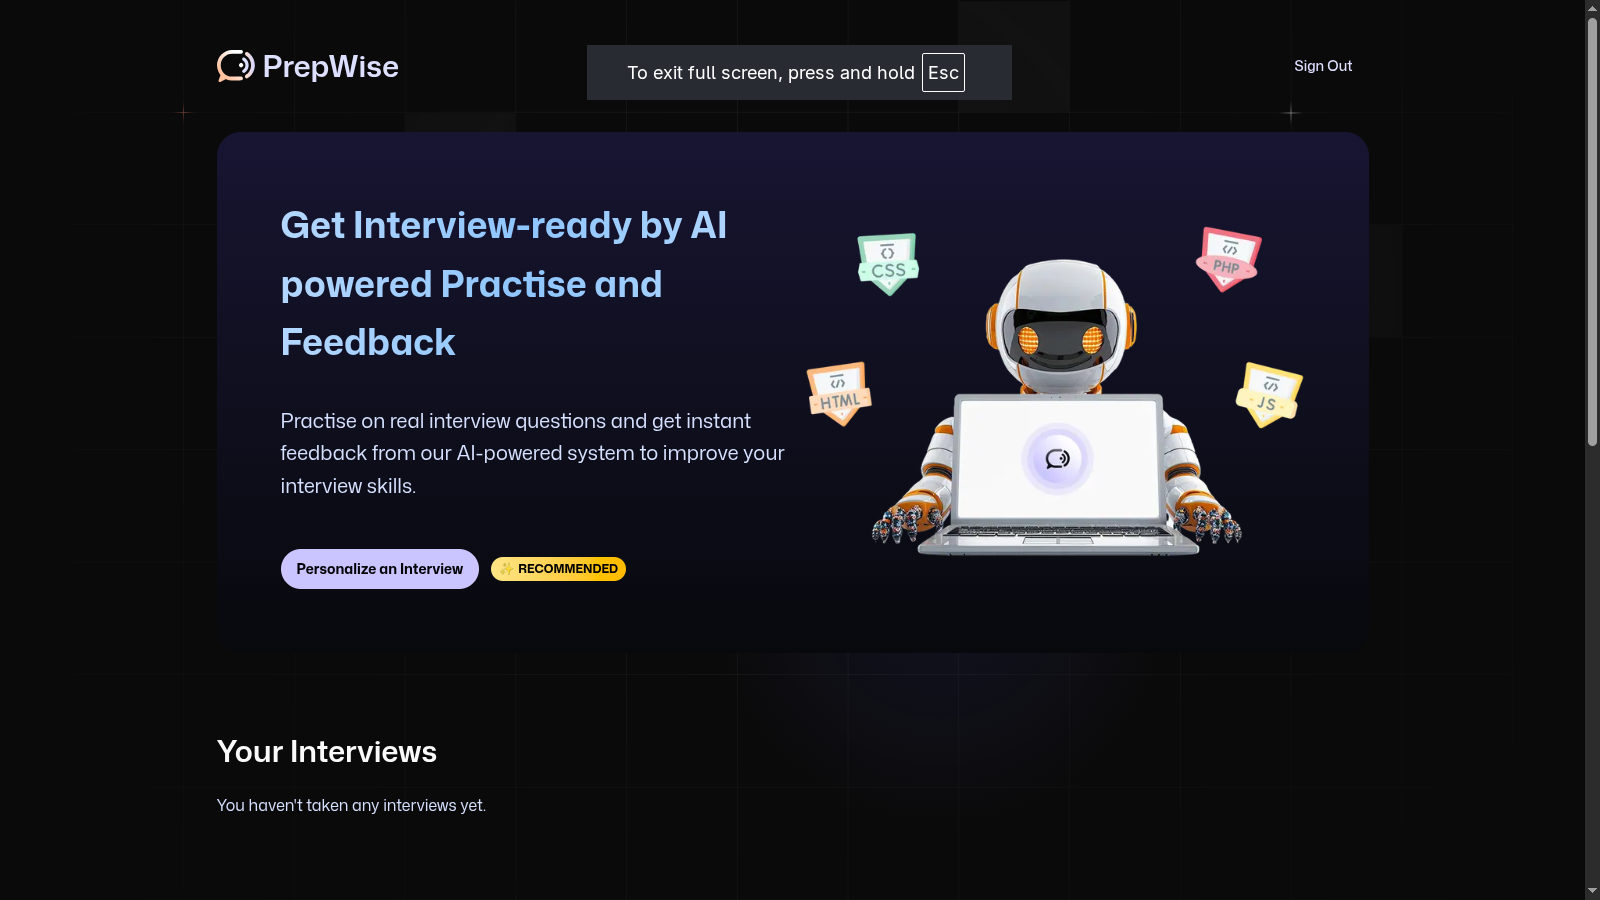 PrepWise
To exit full screen, press and hold Esc
Sign Out
Get Interview-ready by AI
powered Practise and
Feedback
Practise on real interview questions and get instant
feedback from our AI-powered system to improve your
interview skills.
Personalize an Interview
✨ RECOMMENDED
</> CSS
</> PHP
</> HTML
</> JS
Your Interviews
You haven't taken any interviews yet.